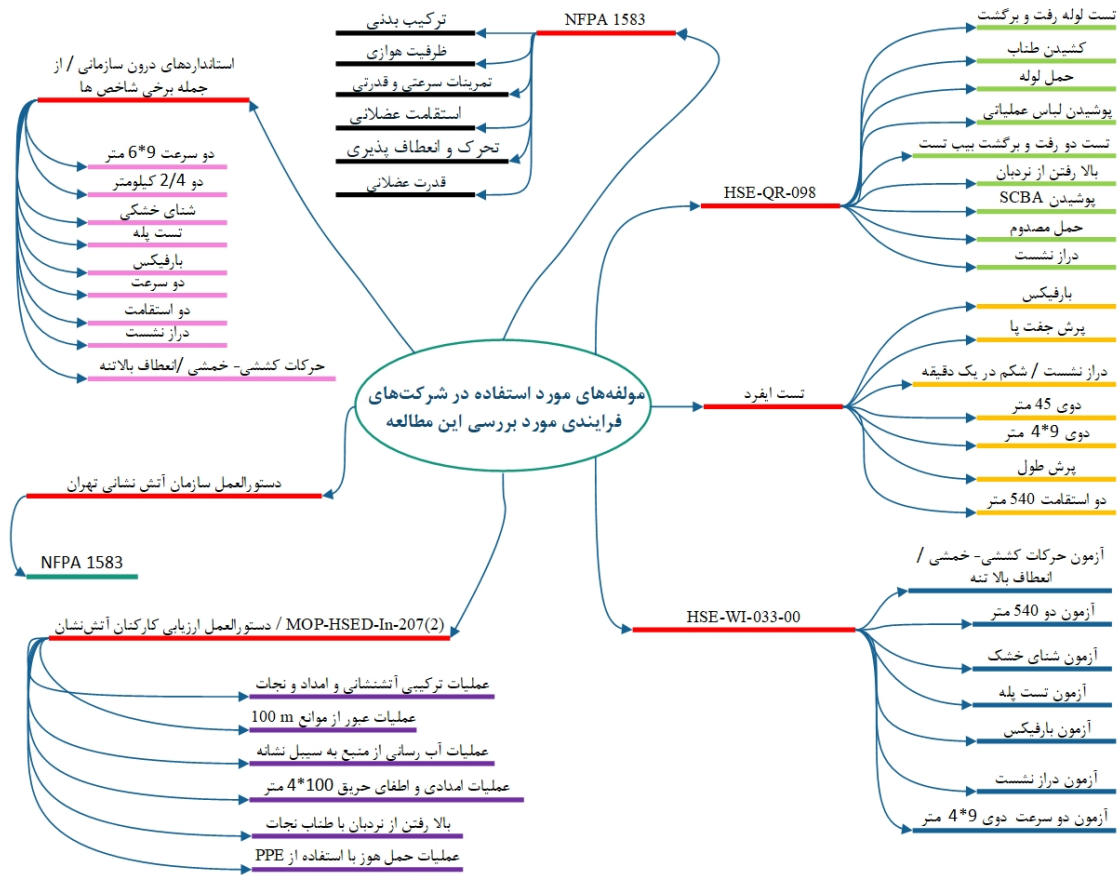 مولفه‌های مورد استفاده در شرکت‌های
فرایندی مورد بررسی این مطالعه
NFPA 1583
ترکیب بدنی
ظرفیت هوازی
تمرینات سرعتی و قدرتی
استقامت عضلانی
تحرک و انعطاف پذیری
قدرت عضلانی
HSE-QR-098
تست لوله رفت و برگشت
کشیدن طناب
حمل لوله
پوشیدن لباس عملیاتی
تست دو رفت و برگشت بیپ تست
بالا رفتن از نردبان
پوشیدن SCBA
حمل مصدوم
دراز نشست
تست ایفرد
بارفیکس
پرش جفت پا
دراز نشست / شکم در یک دقیقه
دوی 45 متر
دوی 9*4 متر
پرش طول
دو استقامت 540 متر
HSE-WI-033-00
آزمون حرکات کششی- خمشی /
انعطاف بالا تنه
آزمون دو 540 متر
آزمون شنای خشک
آزمون تست پله
آزمون بارفیکس
آزمون دراز نشست
آزمون دو سرعت دوی 9*4 متر
استانداردهای درون سازمانی / از
جمله برخی شاخص ها
دو سرعت 9*6 متر
دو 2/4 کیلومتر
شنای خشکی
تست پله
بارفیکس
دو سرعت
دو استقامت
دراز نشست
حرکات کششی- خمشی /انعطاف بالاتنه
دستورالعمل سازمان آتش نشانی تهران
NFPA 1583
MOP-HSED-In-207(2) / دستورالعمل ارزیابی کارکنان آتش‌نشان
عملیات ترکیبی آتشنشانی و امداد و نجات
عملیات عبور از موانع 100 m
عملیات آب رسانی از منبع به سیبل نشانه
عملیات امدادی و اطفای حریق 100*4 متر
بالا رفتن از نردبان با طناب نجات
عملیات حمل هوز با استفاده از PPE